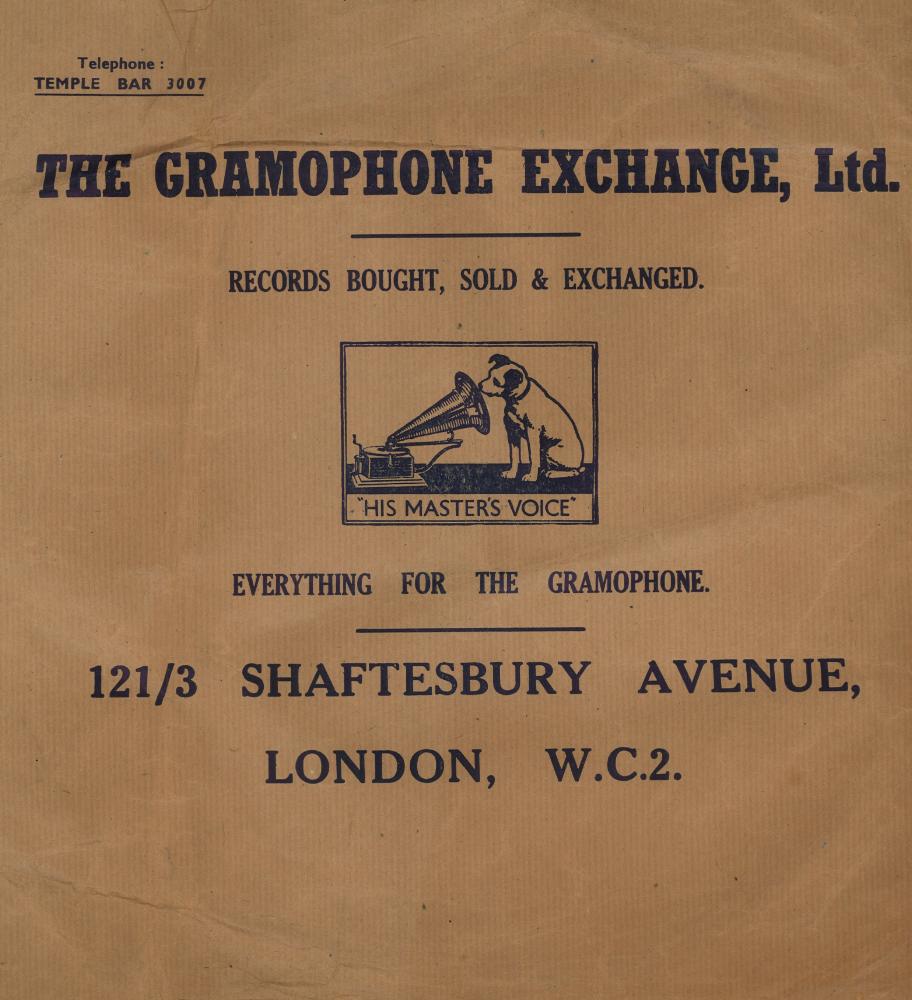 Telephone :
TEMPLE BAR 3007
THE GRAMOPHONE EXCHANGE, Ltd.
RECORDS BOUGHT, SOLD & EXCHANGED.
"HIS MASTER'S VOICE"
EVERYTHING FOR THE GRAMOPHONE.
121/3 SHAFTESBURY AVENUE,
LONDON, W.C.2.